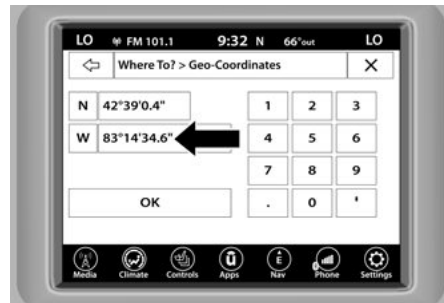 LO FM 101.1 9:32 N 66°out LO
Where To? > Geo-Coordinates X
N 42°39'0.4" 1 2 3
W 83°14'34.6" 4 5 6
7 8 9
OK . 0 '
Media Climate Controls Apps Nav Phone Settings